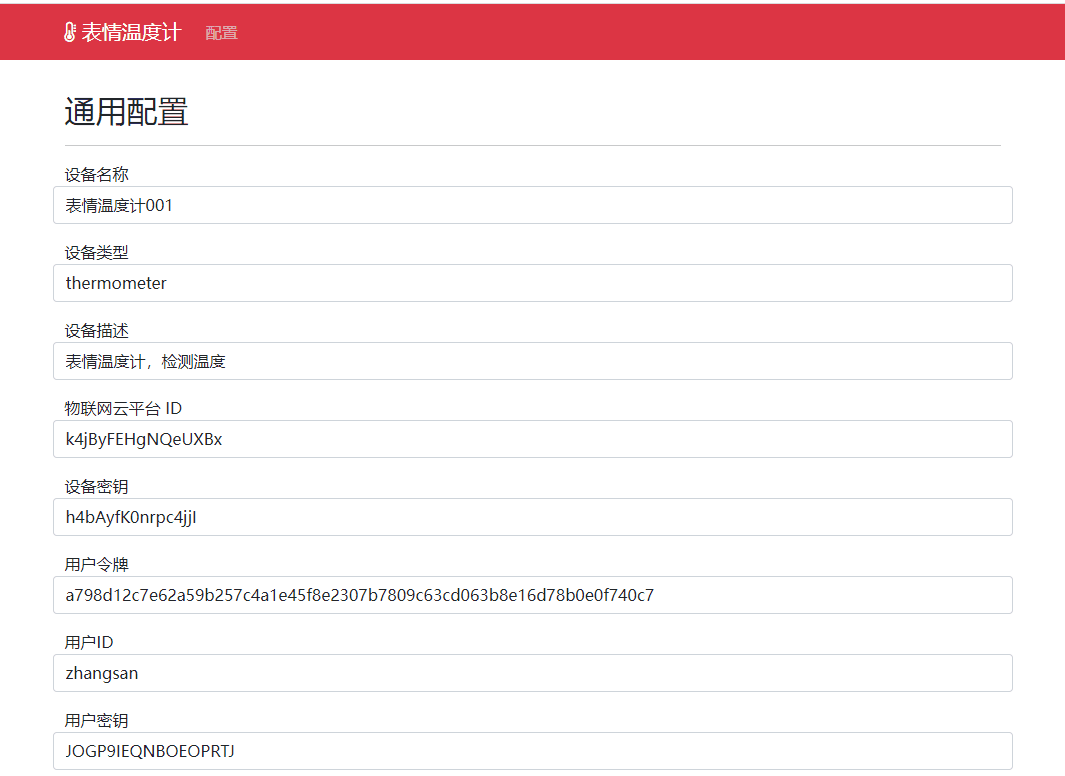 表情温度计 配置
通用配置
设备名称
表情温度计001
设备类型
thermometer
设备描述
表情温度计，检测温度
物联网云平台 ID
k4jByFEHgNQeUXBx
设备密钥
h4bAyfK0nrpc4jjI
用户令牌
a798d12c7e62a59b257c4a1e45f8e2307b7809c63cd063b8e16d78b0e0f740c7
用户ID
zhangsan
用户密钥
JOGP9IEQNBOEOPRTJ